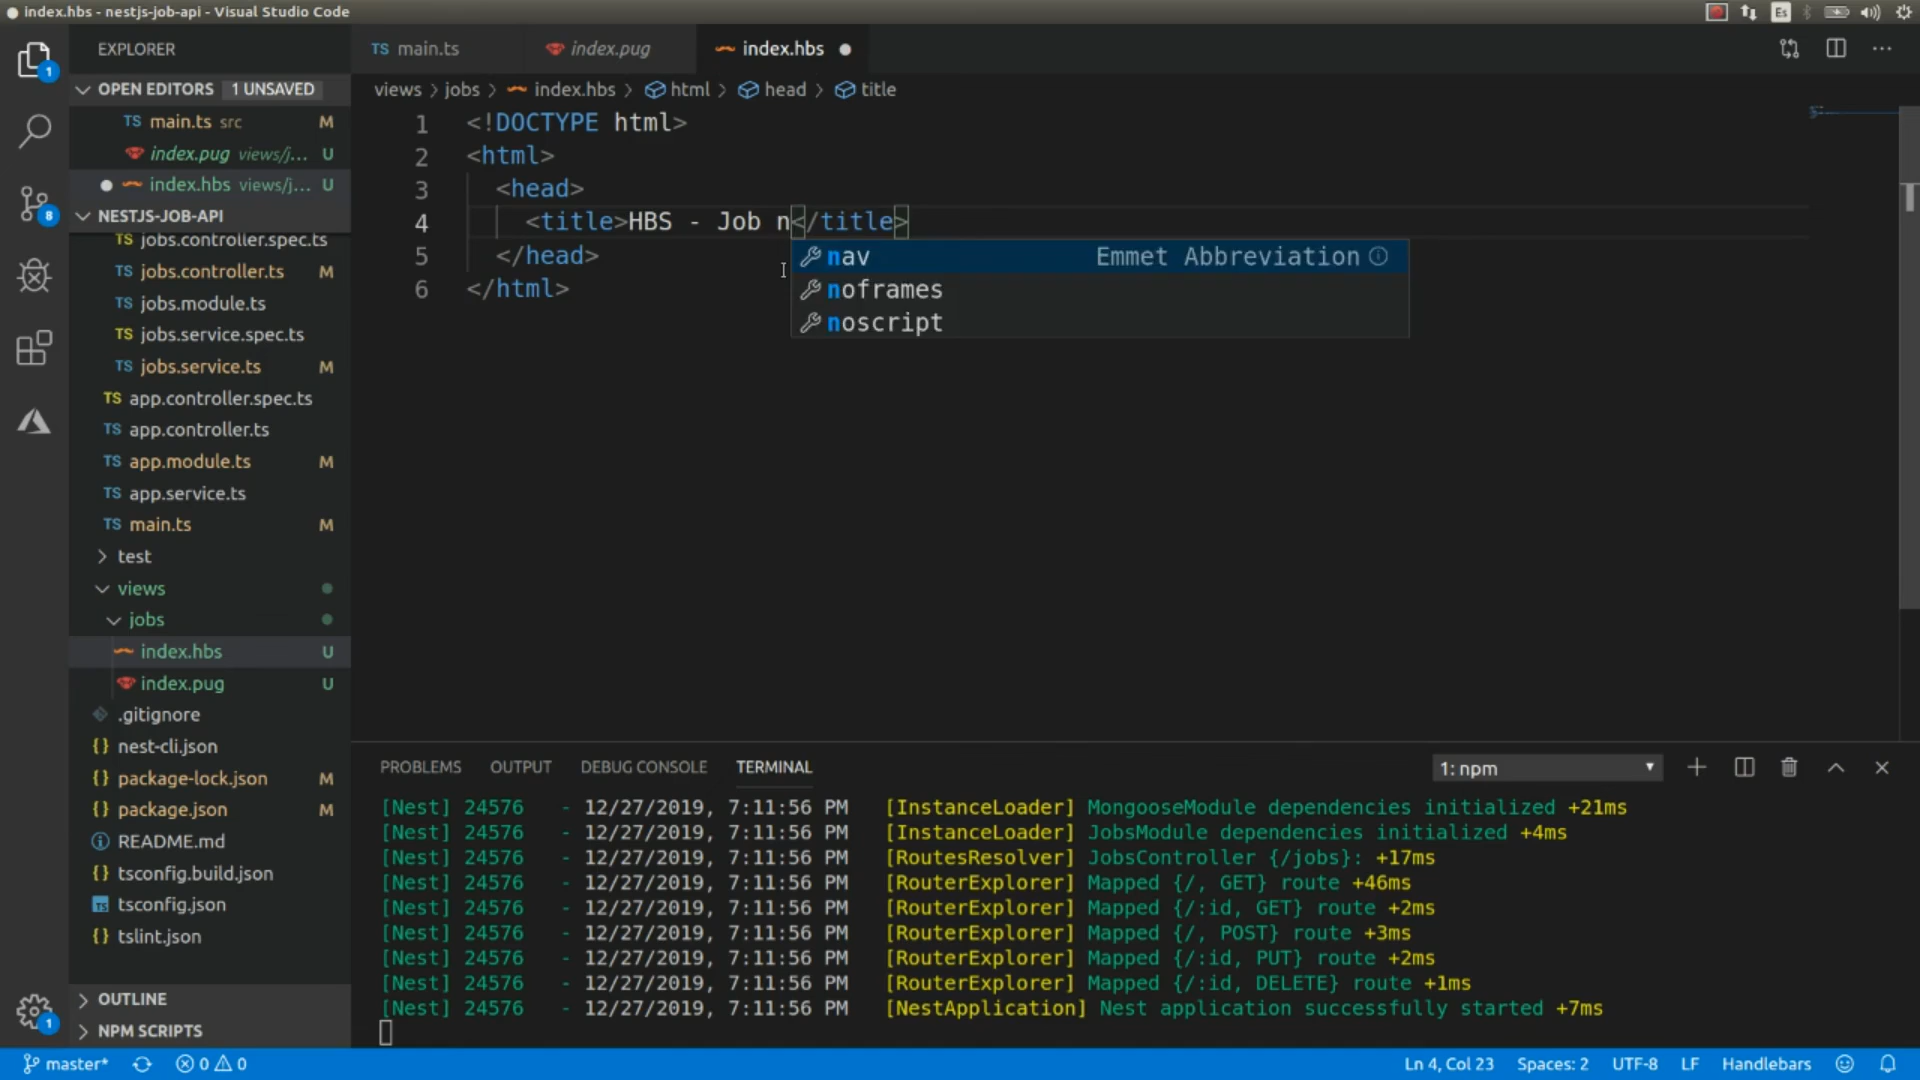 index.hbs - nestjs-job-api - Visual Studio Code
Es
EXPLORER
OPEN EDITORS 1 UNSAVED
TS main.ts src M
index.pug views/j... U
index.hbs views/j... U
NESTJS-JOB-API
TS jobs.controller.spec.ts
TS jobs.controller.ts M
TS jobs.module.ts
TS jobs.service.spec.ts
TS jobs.service.ts M
TS app.controller.spec.ts
TS app.controller.ts
TS app.module.ts M
TS app.service.ts
TS main.ts M
test
views
jobs
index.hbs U
index.pug U
.gitignore
{} nest-cli.json
{} package-lock.json M
{} package.json M
README.md
{} tsconfig.build.json
TS tsconfig.json
{} tslint.json
OUTLINE
NPM SCRIPTS
1
8
1
TS main.ts
index.pug
index.hbs
views > jobs > index.hbs > html > head > title
1 <!DOCTYPE html>
2 <html>
3 <head>
4 <title>HBS - Job n</title>
5 </head>
6 </html>
nav Emmet Abbreviation
noframes
noscript
PROBLEMS OUTPUT DEBUG CONSOLE TERMINAL
1: npm
[Nest] 24576 - 12/27/2019, 7:11:56 PM [InstanceLoader] MongooseModule dependencies initialized +21ms
[Nest] 24576 - 12/27/2019, 7:11:56 PM [InstanceLoader] JobsModule dependencies initialized +4ms
[Nest] 24576 - 12/27/2019, 7:11:56 PM [RoutesResolver] JobsController {/jobs}: +17ms
[Nest] 24576 - 12/27/2019, 7:11:56 PM [RouterExplorer] Mapped {/, GET} route +46ms
[Nest] 24576 - 12/27/2019, 7:11:56 PM [RouterExplorer] Mapped {/:id, GET} route +2ms
[Nest] 24576 - 12/27/2019, 7:11:56 PM [RouterExplorer] Mapped {/, POST} route +3ms
[Nest] 24576 - 12/27/2019, 7:11:56 PM [RouterExplorer] Mapped {/:id, PUT} route +2ms
[Nest] 24576 - 12/27/2019, 7:11:56 PM [RouterExplorer] Mapped {/:id, DELETE} route +1ms
[Nest] 24576 - 12/27/2019, 7:11:56 PM [NestApplication] Nest application successfully started +7ms
master* 0 0
Ln 4, Col 23 Spaces: 2 UTF-8 LF Handlebars